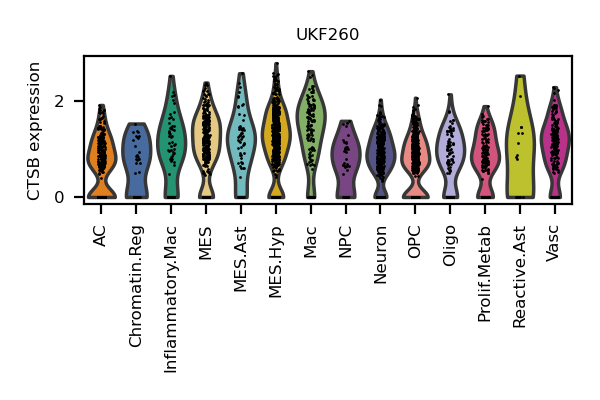 UKF260
CTSB expression
2
0
AC
Chromatin.Reg
Inflammatory.Mac
MES
MES.Ast
MES.Hyp
Mac
NPC
Neuron
OPC
Oligo
Prolif.Metab
Reactive.Ast
Vasc